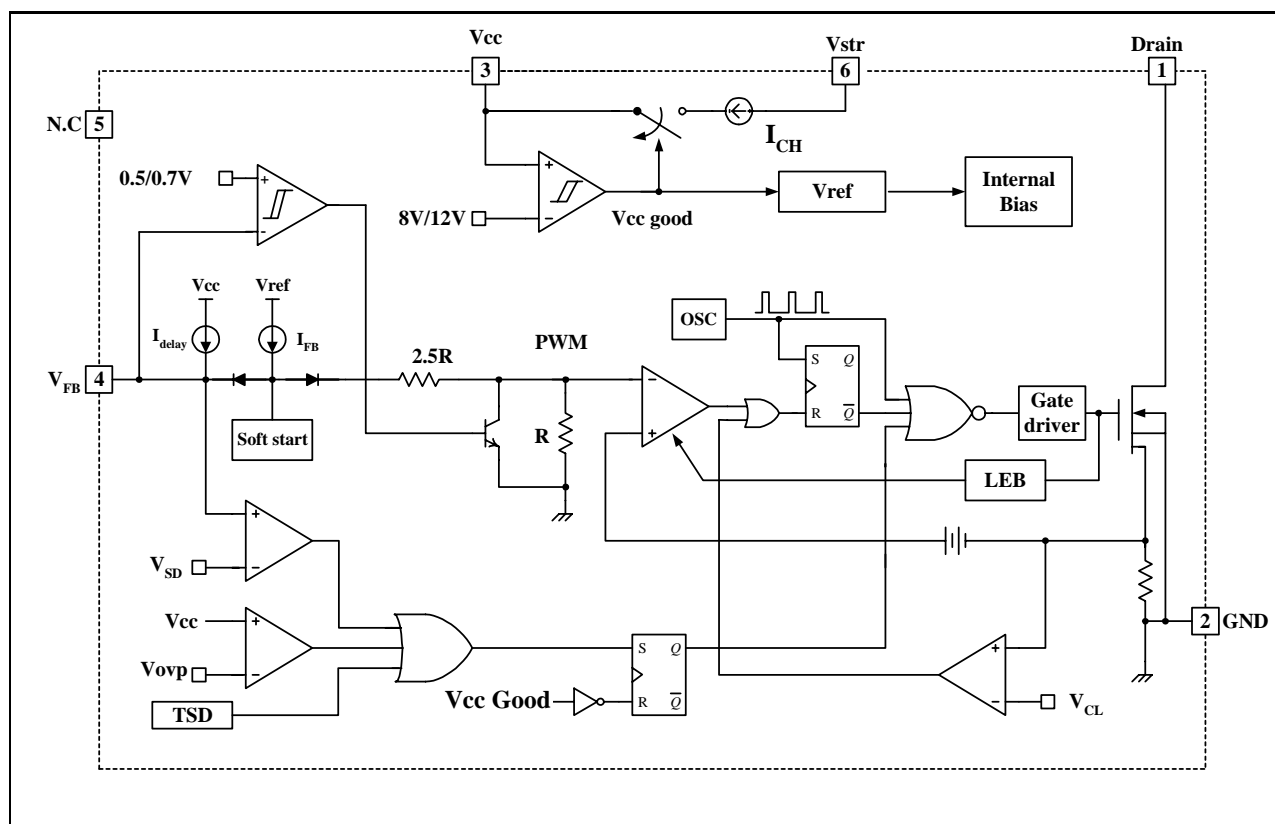 Vcc
Vstr
Drain
3
6
1
N.C 5
I_CH
0.5/0.7V
+
-
+
-
8V/12V
Vcc good
Vref
Internal
Bias
Vcc
Vref
I_delay
I_FB
OSC
PWM
2.5R
V_FB 4
Soft start
R
-
+
S Q
R Q̅
Gate
driver
LEB
V_SD
+
-
Vcc
+
Vovp
-
TSD
S Q
R Q̅
Vcc Good
+
-
V_CL
2 GND